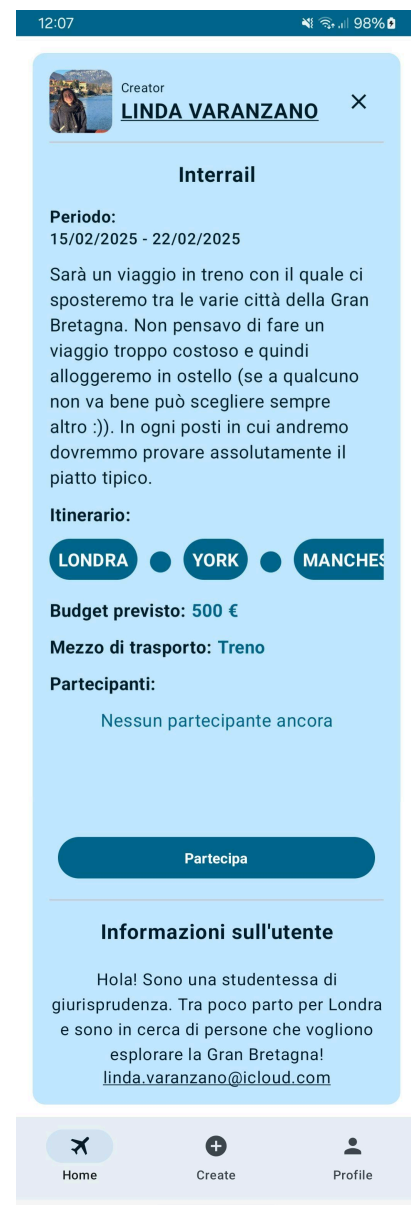 12:07
98%
Creator
LINDA VARANZANO
Interrail
Periodo:
15/02/2025 - 22/02/2025
Sarà un viaggio in treno con il quale ci
sposteremo tra le varie città della Gran
Bretagna. Non pensavo di fare un
viaggio troppo costoso e quindi
alloggeremo in ostello (se a qualcuno
non va bene può scegliere sempre
altro :)). In ogni posti in cui andremo
dovremmo provare assolutamente il
piatto tipico.
Itinerario:
LONDRA YORK MANCHES
Budget previsto: 500 €
Mezzo di trasporto: Treno
Partecipanti:
Nessun partecipante ancora
Partecipa
Informazioni sull'utente
Hola! Sono una studentessa di
giurisprudenza. Tra poco parto per Londra
e sono in cerca di persone che vogliono
esplorare la Gran Bretagna!
linda.varanzano@icloud.com
Home Create Profile